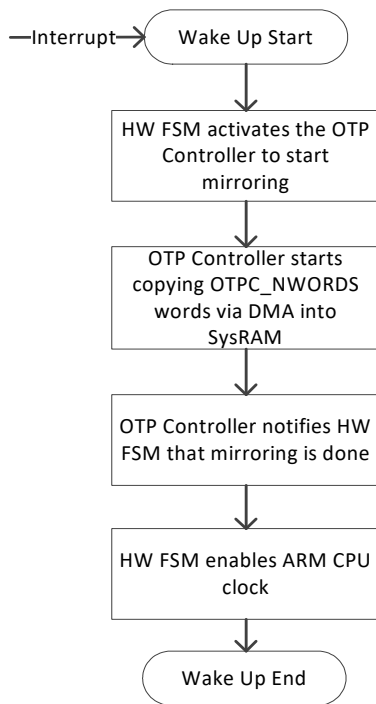 Interrupt
Wake Up Start
HW FSM activates the OTP
Controller to start
mirroring
OTP Controller starts
copying OTPC_NWORDS
words via DMA into
SysRAM
OTP Controller notifies HW
FSM that mirroring is done
HW FSM enables ARM CPU
clock
Wake Up End